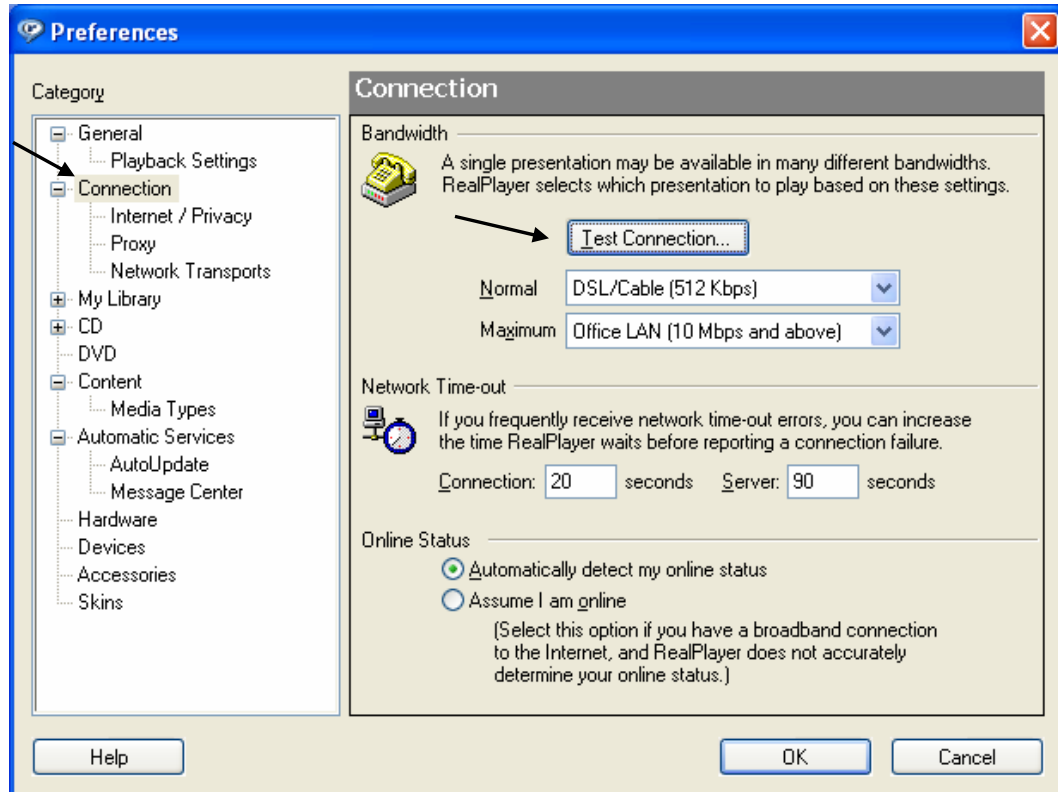 Preferences
Category
General
Playback Settings
Connection
Internet / Privacy
Proxy
Network Transports
My Library
CD
DVD
Content
Media Types
Automatic Services
AutoUpdate
Message Center
Hardware
Devices
Accessories
Skins
Connection
Bandwidth
A single presentation may be available in many different bandwidths.
RealPlayer selects which presentation to play based on these settings.
Test Connection...
Normal DSL/Cable (512 Kbps)
Maximum Office LAN (10 Mbps and above)
Network Time-out
If you frequently receive network time-out errors, you can increase
the time RealPlayer waits before reporting a connection failure.
Connection: 20 seconds Server: 90 seconds
Online Status
Automatically detect my online status
Assume I am online
(Select this option if you have a broadband connection
to the Internet, and RealPlayer does not accurately
determine your online status.)
Help OK Cancel